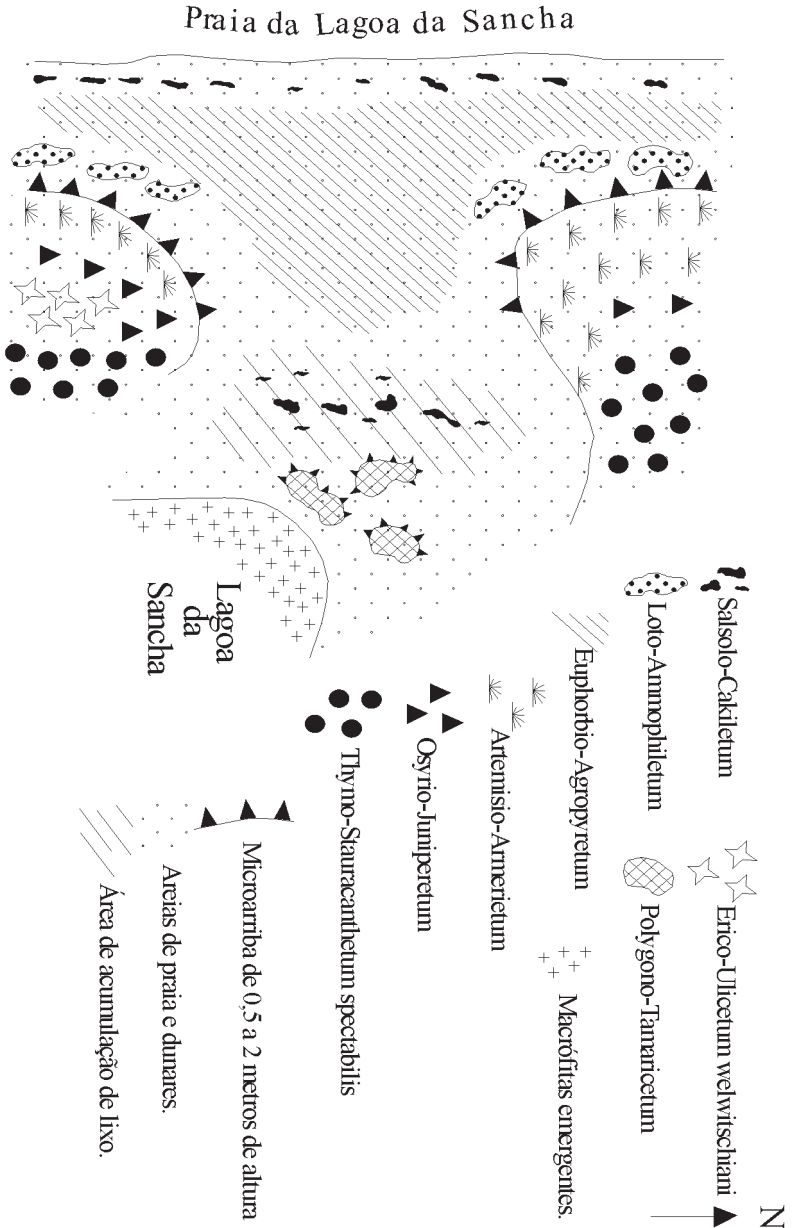 Praia da Lagoa da Sancha
Lagoa
da
Sancha
Salsolo-Cakiletum
Loto-Ammophiletum
Euphorbio-Agropyretum
Artemisio-Armerietum
Osyrio-Juniperetum
Thymo-Stauracanthetum spectabilis
Erico-Ulicetum welwitschiani
Polygono-Tamaricetum
Macrófitas emergentes.
Microarriba de 0,5 a 2 metros de altura
Areias de praia e dunares.
Área de acumulação de lixo.
N